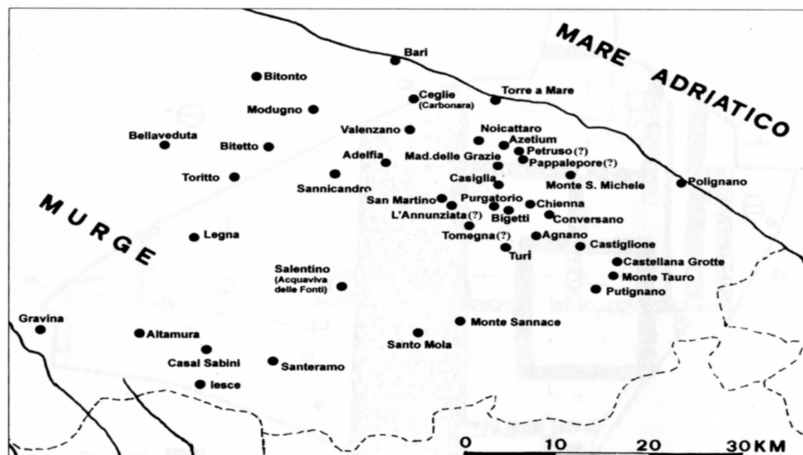 MARE ADRIATICO
Bari
Bitonto
Ceglie
(Carbonara)
Torre a Mare
Modugno
Valenzano
Noicattaro
Azetium
Bellaveduta
Bitetto
Petruso (?)
Adelfia
Mad.delle Grazie
Pappalepore (?)
Toritto
Sannicandro
Casiglia
Monte S. Michele
Polignano
San Martino
Purgatorio
Chienna
L'Annunziata (?)
Bigetti
Conversano
MURGE
Legna
Tomegna (?)
Agnano
Turi
Castiglione
Castellana Grotte
Salentino
(Acquaviva
delle Fonti)
Monte Tauro
Putignano
Gravina
Altamura
Monte Sannace
Santo Mola
Casal Sabini
Santeramo
Iesce
0 10 20 30 KM